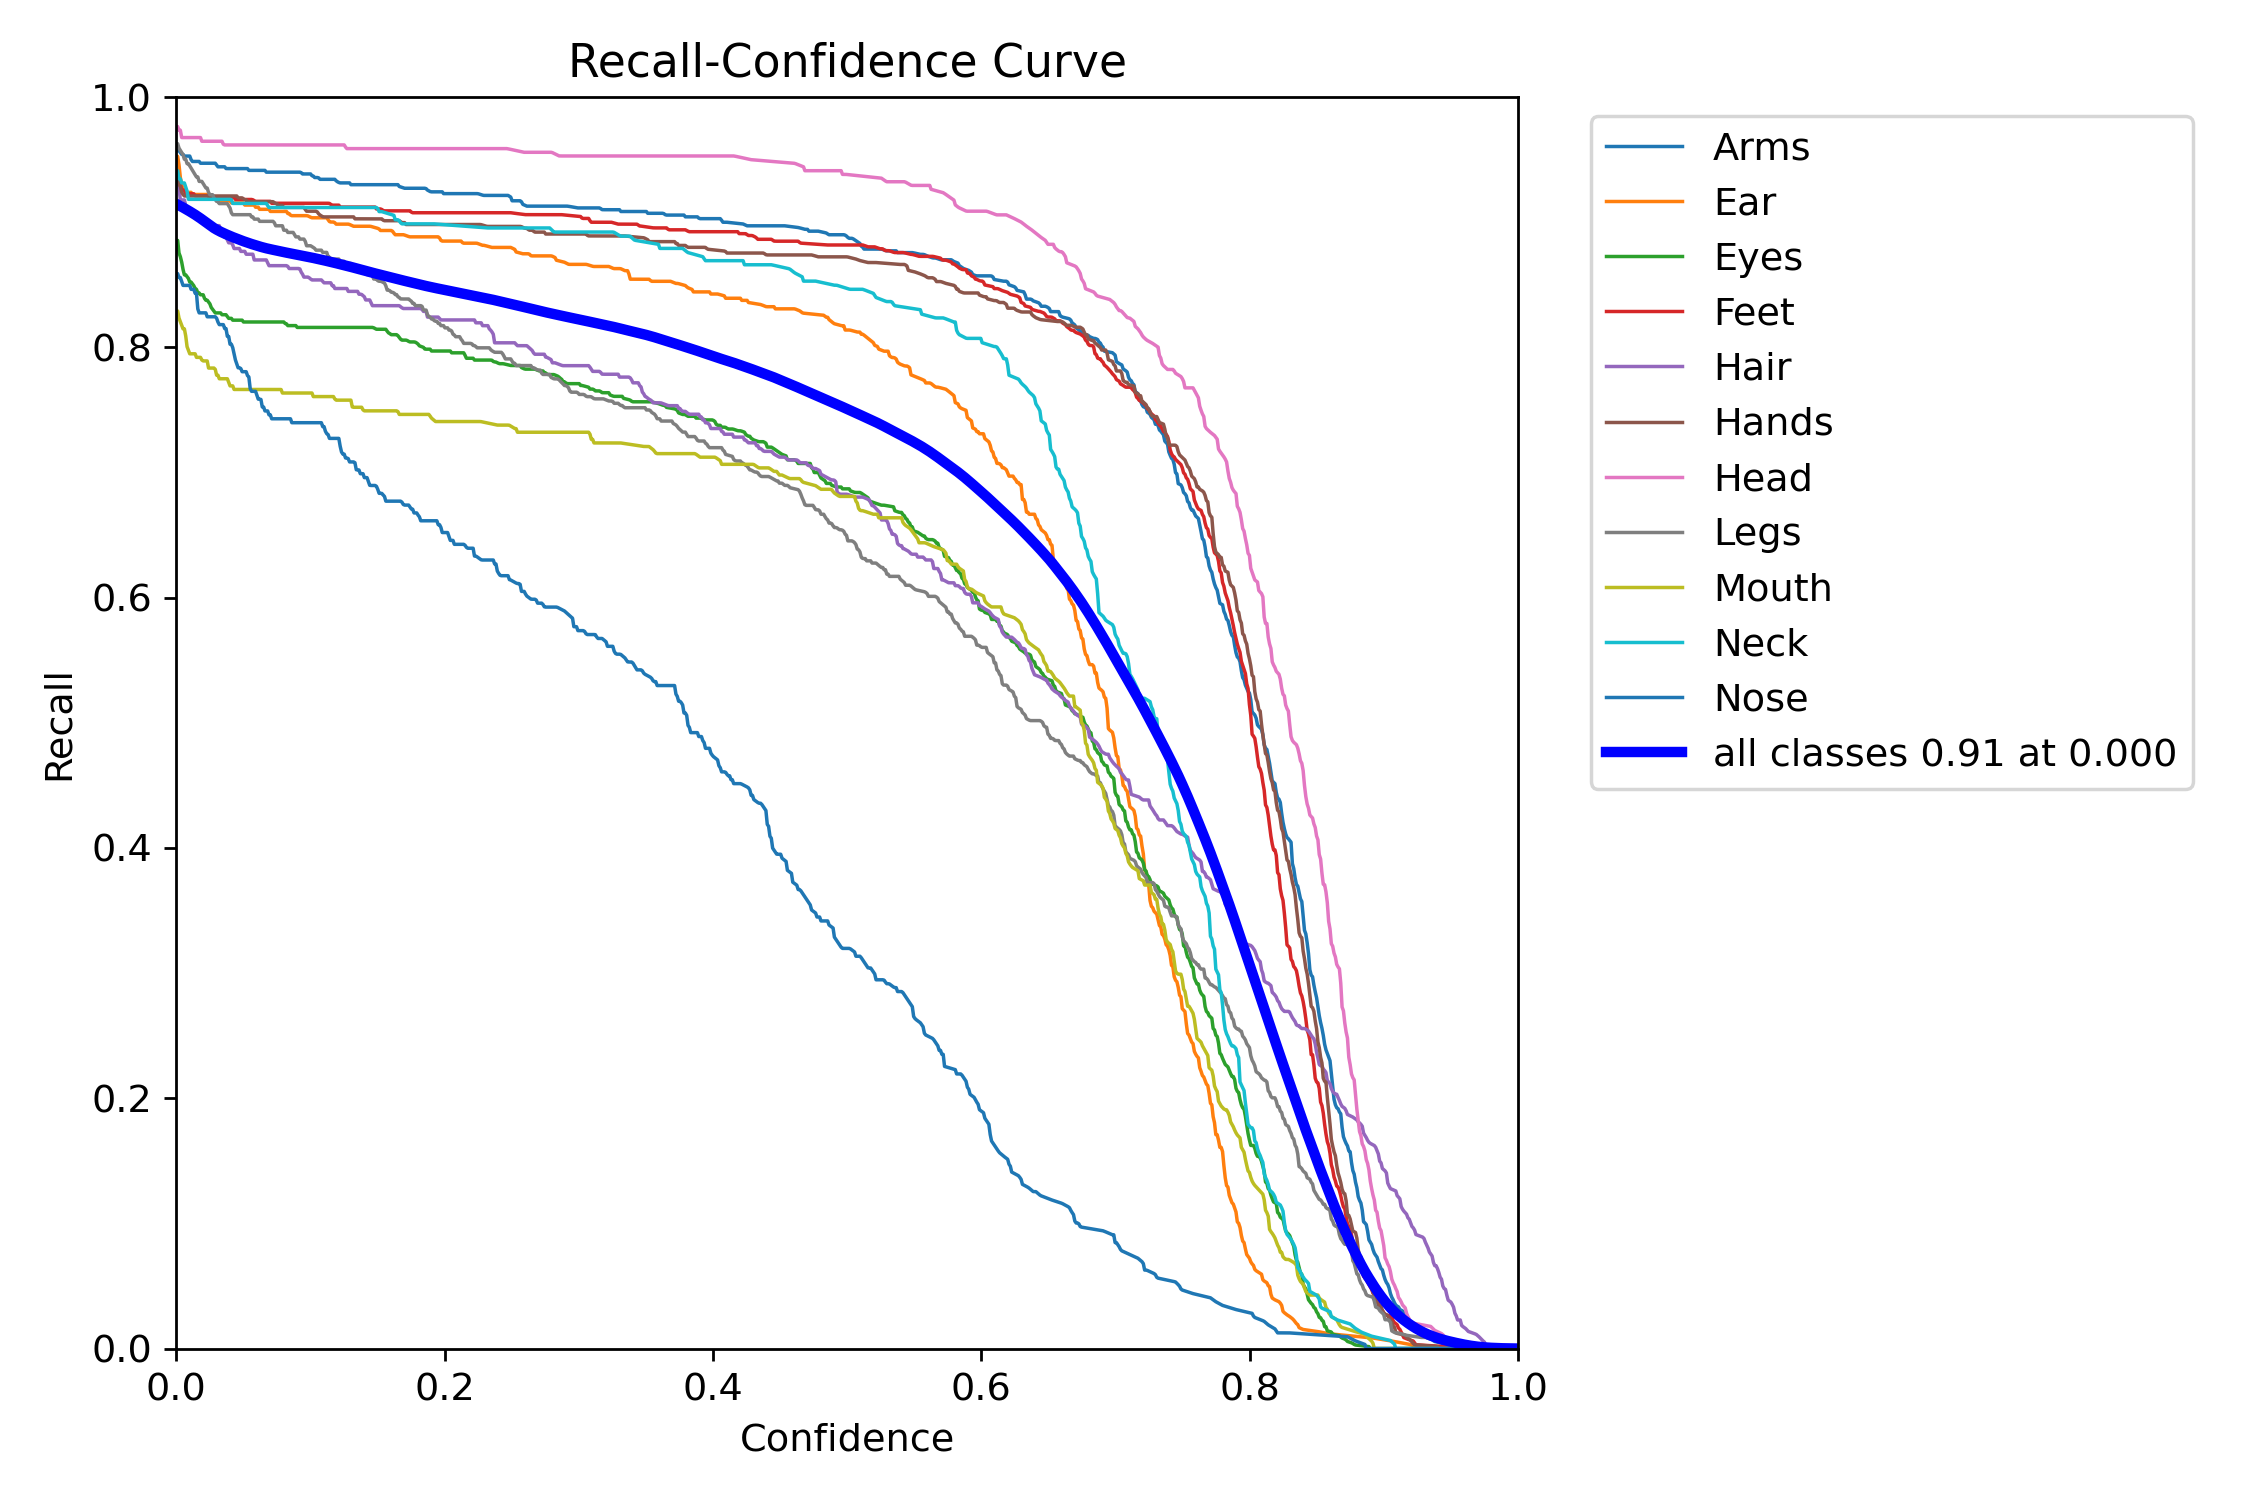 Recall-Confidence Curve
1.0
0.8
0.6
0.4
0.2
0.0
Recall
0.0 0.2 0.4 0.6 0.8 1.0
Confidence
Arms
Ear
Eyes
Feet
Hair
Hands
Head
Legs
Mouth
Neck
Nose
all classes 0.91 at 0.000